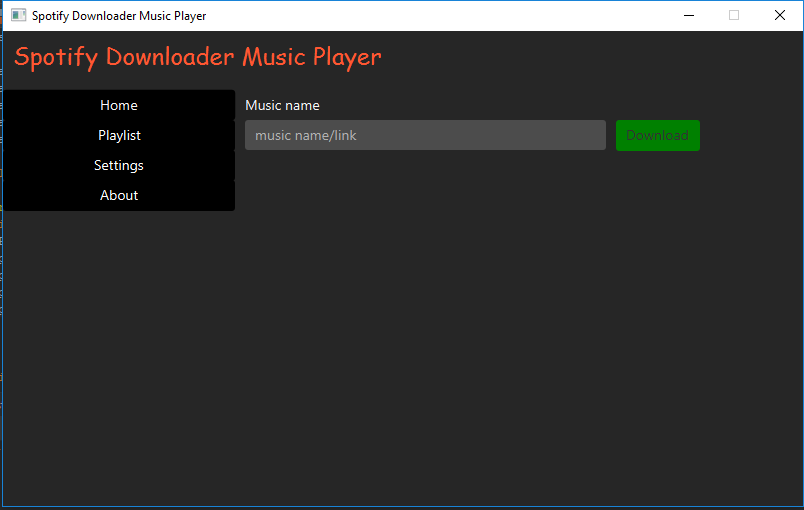 Spotify Downloader Music Player
Spotify Downloader Music Player
Home
Music name
Playlist
music name/link
Download
Settings
About